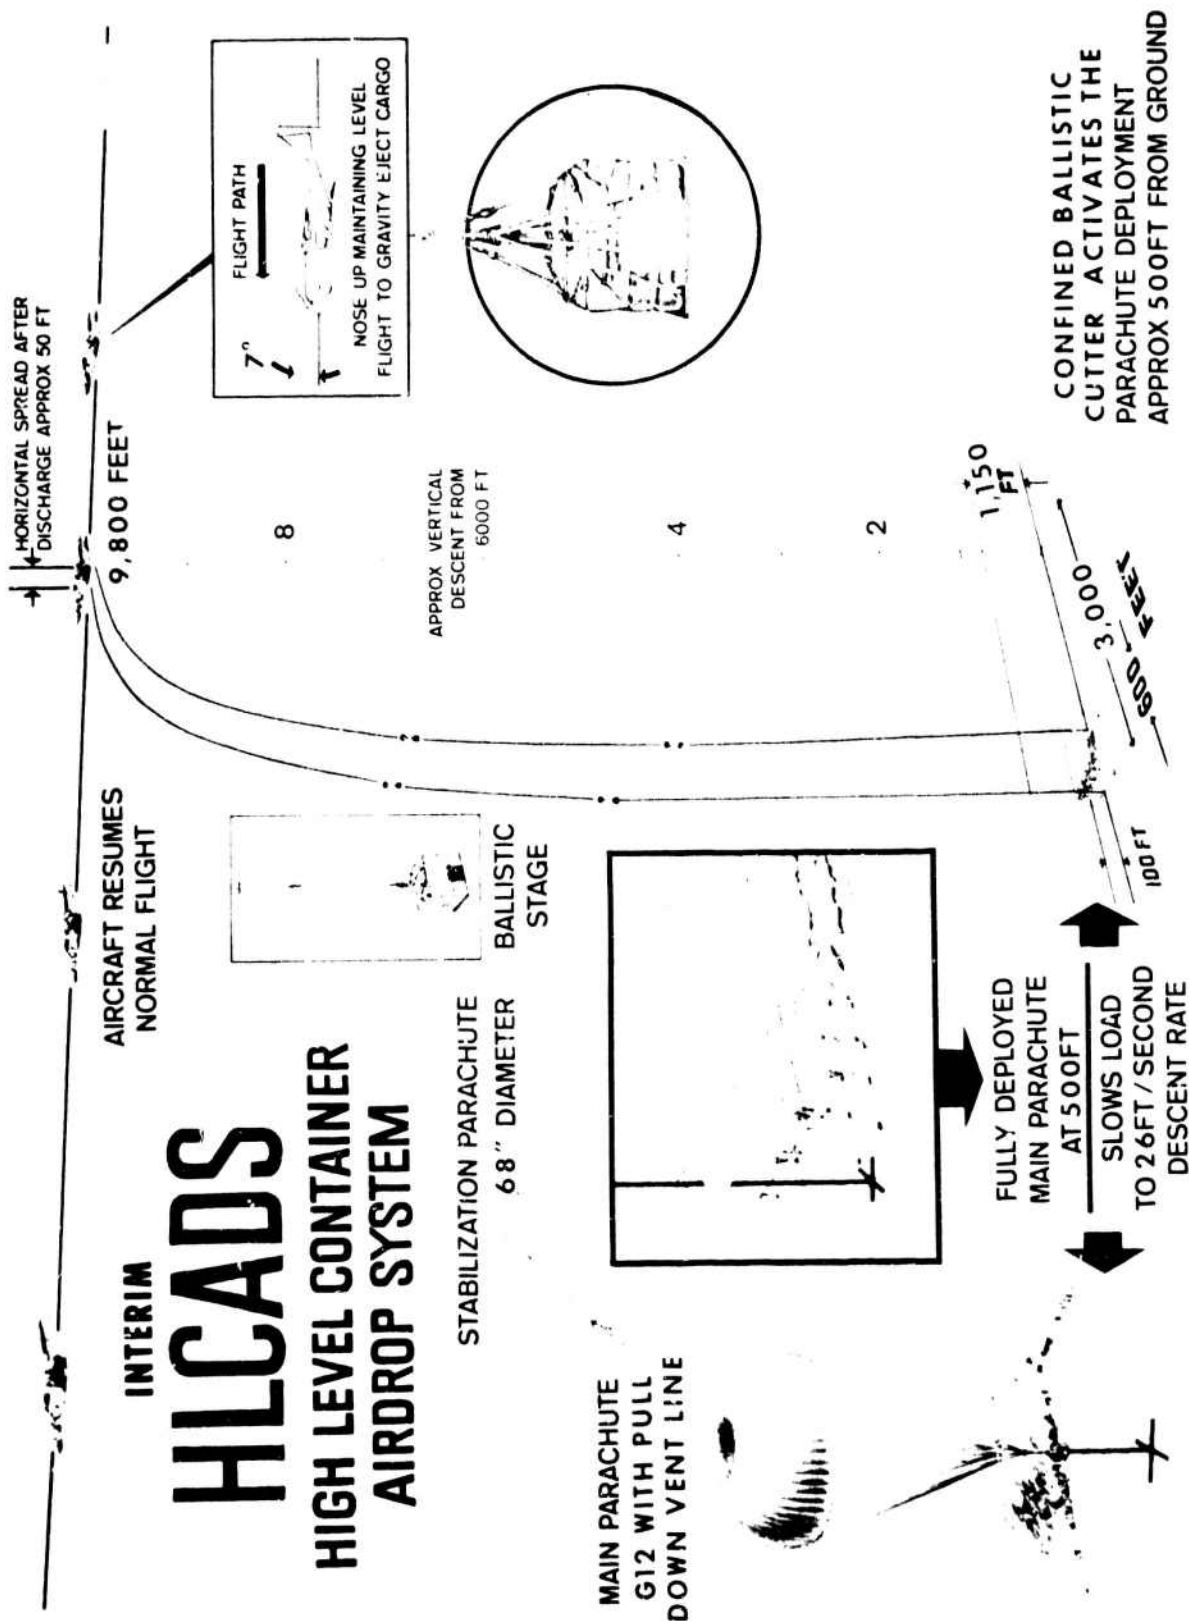 INTERIM
HLCADS
HIGH LEVEL CONTAINER
AIRDROP SYSTEM
AIRCRAFT RESUMES
NORMAL FLIGHT
HORIZONTAL SPREAD AFTER
DISCHARGE APPROX 50 FT
9,800 FEET
FLIGHT PATH
7°
NOSE UP MAINTAINING LEVEL
FLIGHT TO GRAVITY EJECT CARGO
8
APPROX VERTICAL
DESCENT FROM
6000 FT
4
2
STABILIZATION PARACHUTE
68" DIAMETER
BALLISTIC
STAGE
MAIN PARACHUTE
G12 WITH PULL
DOWN VENT LINE
FULLY DEPLOYED
MAIN PARACHUTE
AT 500FT
SLOWS LOAD
TO 26FT/SECOND
DESCENT RATE
100 FT
1,150
FT
3,000
600 FEET
CONFINED BALLISTIC
CUTTER ACTIVATES THE
PARACHUTE DEPLOYMENT
APPROX 500FT FROM GROUND